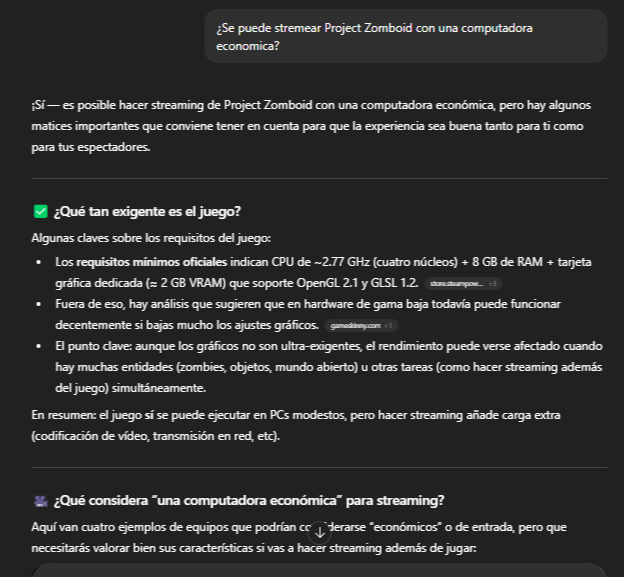 ¿Se puede stremear Project Zomboid con una computadora
economica?
¡Sí — es posible hacer streaming de Project Zomboid con una computadora económica, pero hay algunos
matices importantes que conviene tener en cuenta para que la experiencia sea buena tanto para ti como
para tus espectadores.
✅ ¿Qué tan exigente es el juego?
Algunas claves sobre los requisitos del juego:
• Los requisitos mínimos oficiales indican CPU de ~2.77 GHz (cuatro núcleos) + 8 GB de RAM + tarjeta
gráfica dedicada (≈ 2 GB VRAM) que soporte OpenGL 2.1 y GLSL 1.2. store.steampow... +3
• Fuera de eso, hay análisis que sugieren que en hardware de gama baja todavía puede funcionar
decentemente si bajas mucho los ajustes gráficos. gameskinny.com +1
• El punto clave: aunque los gráficos no son ultra-exigentes, el rendimiento puede verse afectado cuando
hay muchas entidades (zombies, objetos, mundo abierto) u otras tareas (como hacer streaming además
del juego) simultáneamente.
En resumen: el juego sí se puede ejecutar en PCs modestos, pero hacer streaming añade carga extra
(codificación de vídeo, transmisión en red, etc).
🎥 ¿Qué considera “una computadora económica” para streaming?
Aquí van cuatro ejemplos de equipos que podrían considerarse “económicos” o de entrada, pero que
necesitarás valorar bien sus características si vas a hacer streaming además de jugar: